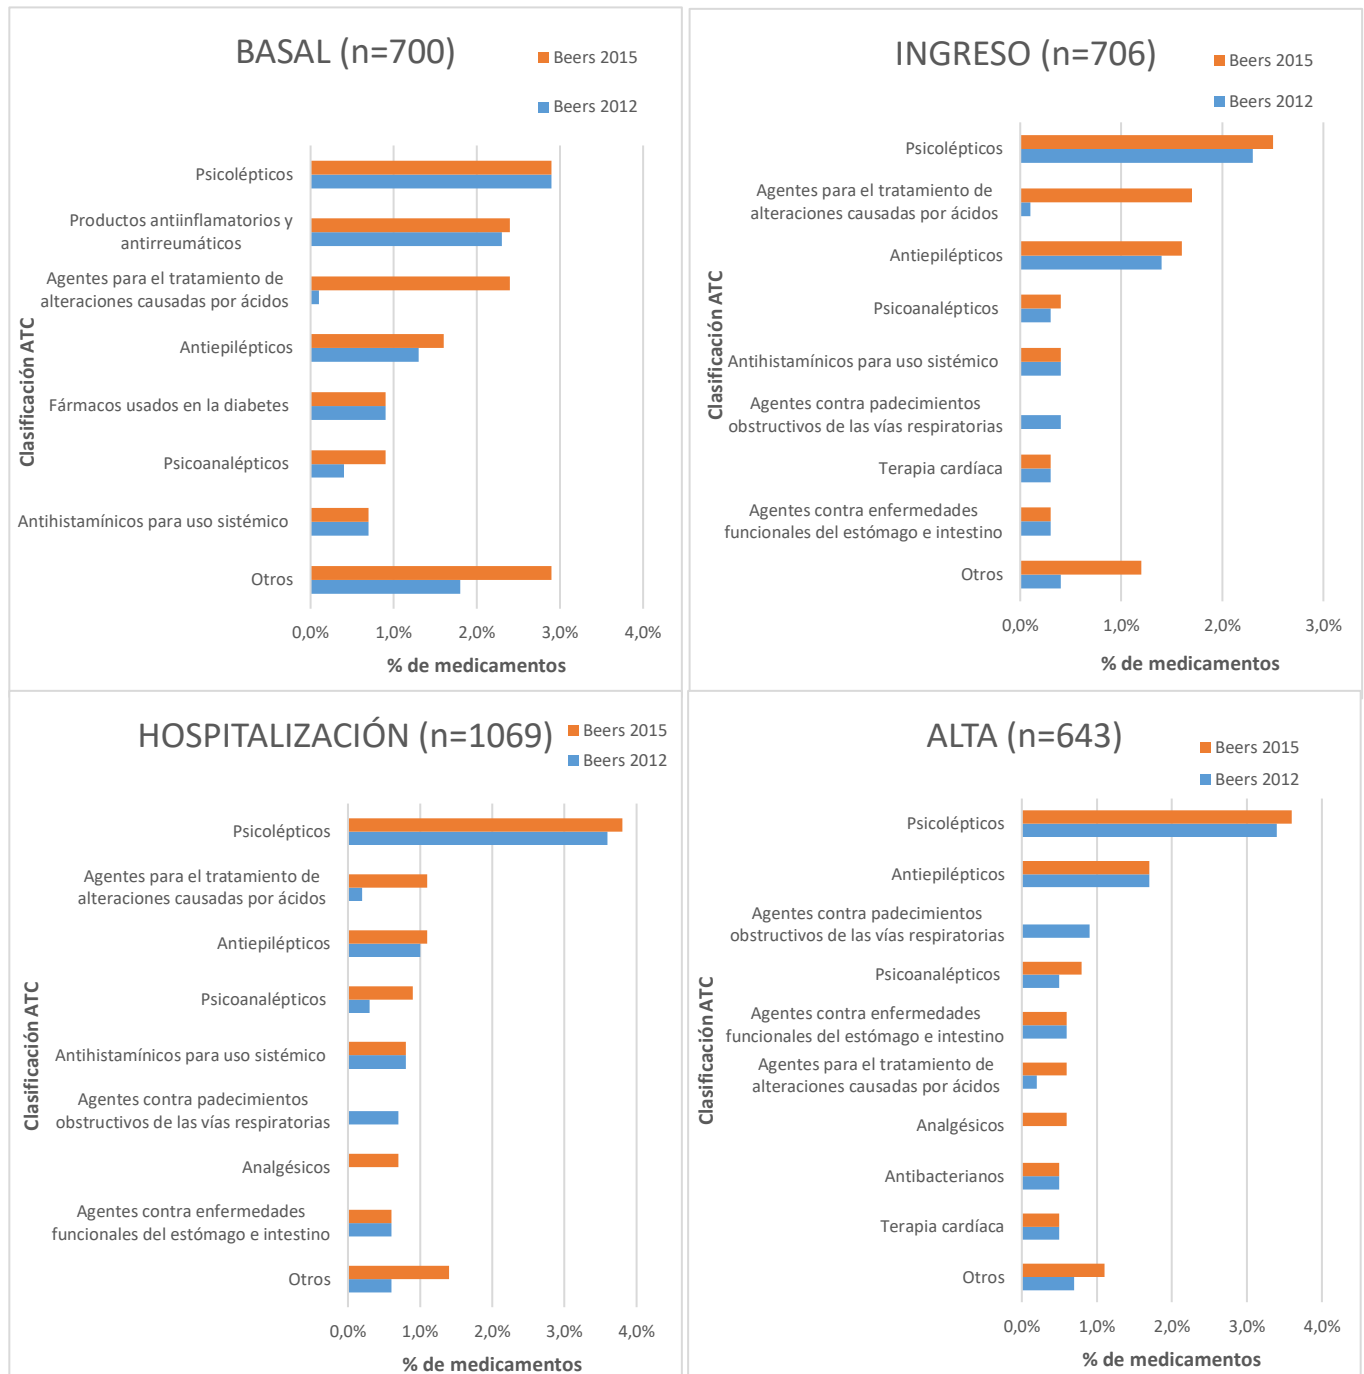 BASAL (n=700)
Beers 2015
Beers 2012
Clasificación ATC
Psicolépticos
Productos antiinflamatorios y
antirreumáticos
Agentes para el tratamiento de
alteraciones causadas por ácidos
Antiepilépticos
Fármacos usados en la diabetes
Psicoanalépticos
Antihistamínicos para uso sistémico
Otros
0,0% 1,0% 2,0% 3,0% 4,0%
% de medicamentos
INGRESO (n=706)
Beers 2015
Beers 2012
Clasificación ATC
Psicolépticos
Agentes para el tratamiento de
alteraciones causadas por ácidos
Antiepilépticos
Psicoanalépticos
Antihistamínicos para uso sistémico
Agentes contra padecimientos
obstructivos de las vías respiratorias
Terapia cardíaca
Agentes contra enfermedades
funcionales del estómago e intestino
Otros
0,0% 1,0% 2,0% 3,0%
% de medicamentos
HOSPITALIZACIÓN (n=1069)
Beers 2015
Beers 2012
Clasificación ATC
Psicolépticos
Agentes para el tratamiento de
alteraciones causadas por ácidos
Antiepilépticos
Psicoanalépticos
Antihistamínicos para uso sistémico
Agentes contra padecimientos
obstructivos de las vías respiratorias
Analgésicos
Agentes contra enfermedades
funcionales del estómago e intestino
Otros
0,0% 1,0% 2,0% 3,0% 4,0%
% de medicamentos
ALTA (n=643)
Beers 2015
Beers 2012
Clasificación ATC
Psicolépticos
Antiepilépticos
Agentes contra padecimientos
obstructivos de las vías respiratorias
Psicoanalépticos
Agentes contra enfermedades
funcionales del estómago e intestino
Agentes para el tratamiento de
alteraciones causadas por ácidos
Analgésicos
Antibacterianos
Terapia cardíaca
Otros
0,0% 1,0% 2,0% 3,0% 4,0%
% de medicamentos